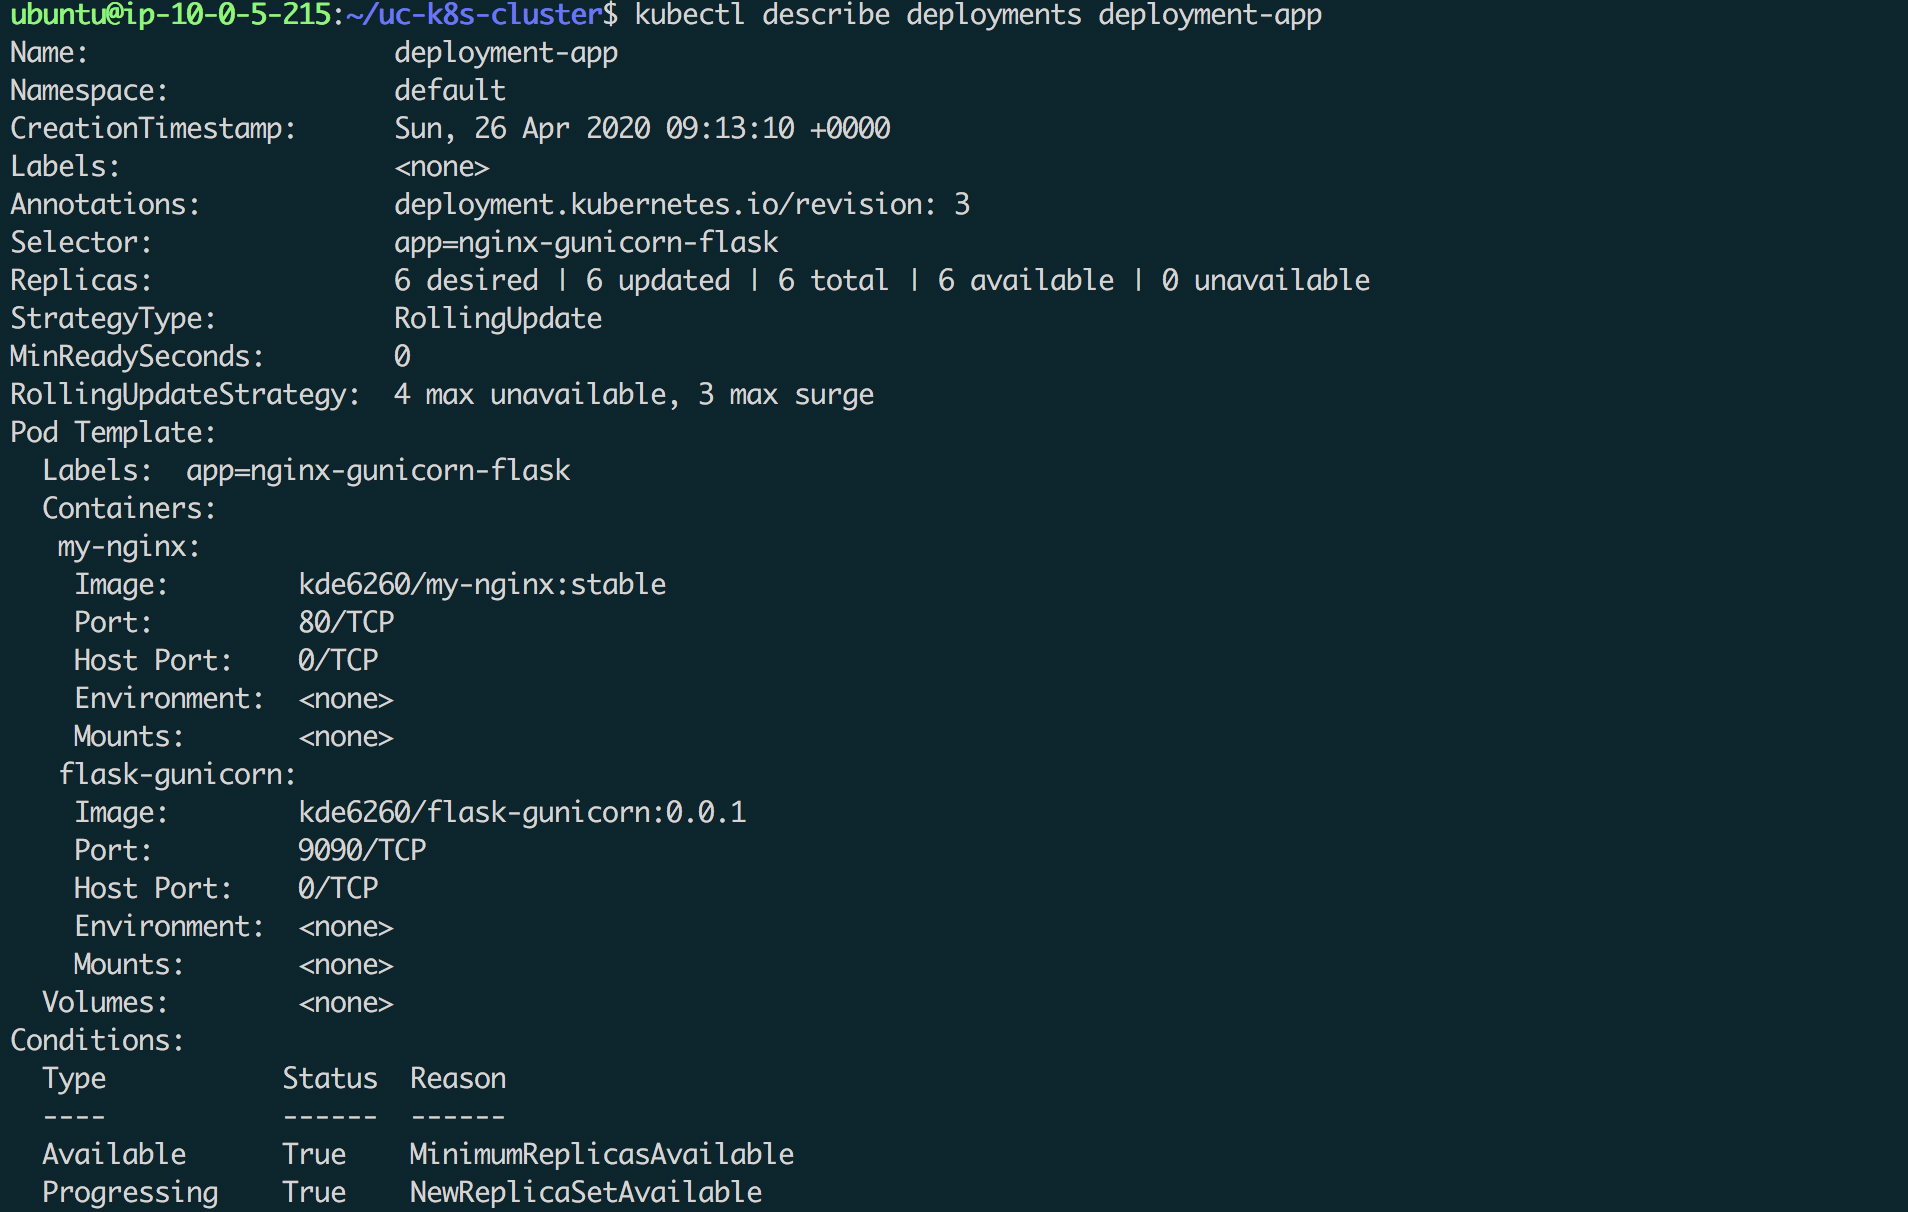 ubuntu@ip-10-0-5-215:~/uc-k8s-cluster$ kubectl describe deployments deployment-app
Name:                   deployment-app
Namespace:              default
CreationTimestamp:      Sun, 26 Apr 2020 09:13:10 +0000
Labels:                 <none>
Annotations:            deployment.kubernetes.io/revision: 3
Selector:               app=nginx-gunicorn-flask
Replicas:               6 desired | 6 updated | 6 total | 6 available | 0 unavailable
StrategyType:           RollingUpdate
MinReadySeconds:        0
RollingUpdateStrategy:  4 max unavailable, 3 max surge
Pod Template:
  Labels:  app=nginx-gunicorn-flask
  Containers:
   my-nginx:
    Image:        kde6260/my-nginx:stable
    Port:         80/TCP
    Host Port:    0/TCP
    Environment:  <none>
    Mounts:       <none>
   flask-gunicorn:
    Image:        kde6260/flask-gunicorn:0.0.1
    Port:         9090/TCP
    Host Port:    0/TCP
    Environment:  <none>
    Mounts:       <none>
  Volumes:        <none>
Conditions:
  Type           Status  Reason
  ----           ------  ------
  Available      True    MinimumReplicasAvailable
  Progressing    True    NewReplicaSetAvailable